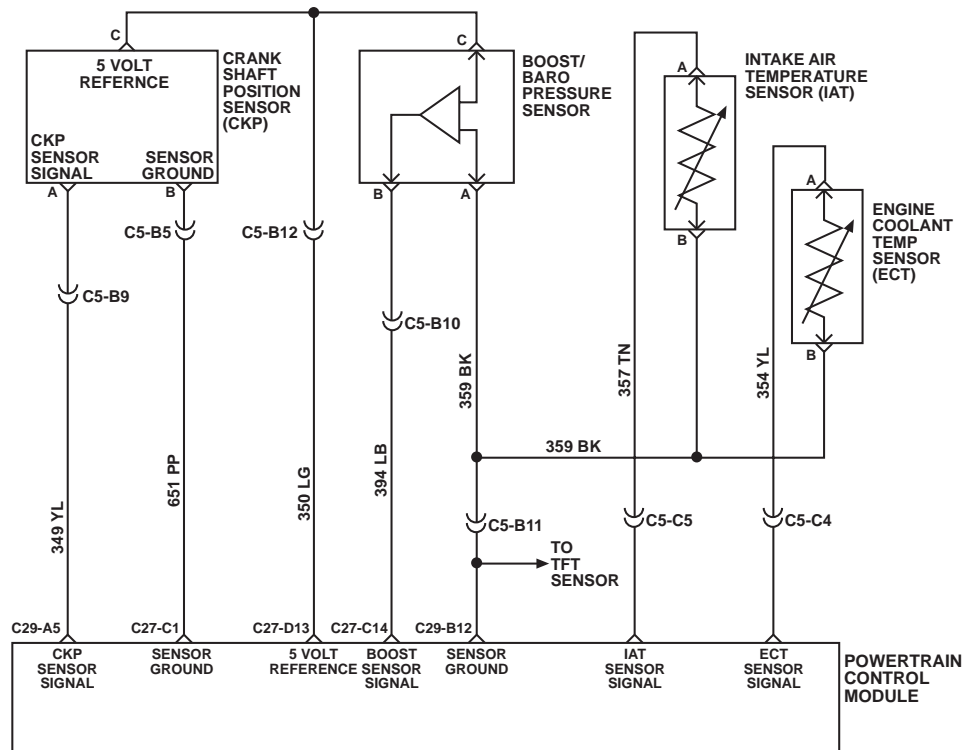 C
5 VOLT
REFERNCE
CKP
SENSOR
SIGNAL
SENSOR
GROUND
A
B
CRANK
SHAFT
POSITION
SENSOR
(CKP)
C
B
A
BOOST/
BARO
PRESSURE
SENSOR
A
B
INTAKE AIR
TEMPERATURE
SENSOR (IAT)
A
B
ENGINE
COOLANT
TEMP
SENSOR
(ECT)
C5-B9
C5-B5
C5-B12
C5-B10
C5-B11
C5-C5
C5-C4
349 YL
651 PP
350 LG
394 LB
359 BK
359 BK
357 TN
354 YL
TO
TFT
SENSOR
C29-A5
C27-C1
C27-D13
C27-C14
C29-B12
CKP
SENSOR
SIGNAL
SENSOR
GROUND
5 VOLT
REFERENCE
BOOST
SENSOR
SIGNAL
SENSOR
GROUND
IAT
SENSOR
SIGNAL
ECT
SENSOR
SIGNAL
POWERTRAIN
CONTROL
MODULE